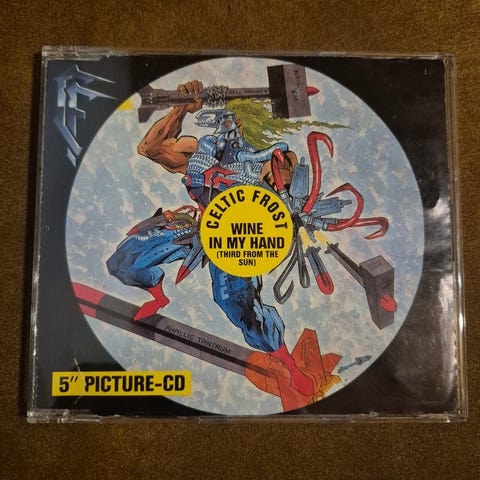 CELTIC FROST
WINE
IN MY HAND
(THIRD FROM THE
SUN)
PHALLIC TANTRUM
5" PICTURE-CD